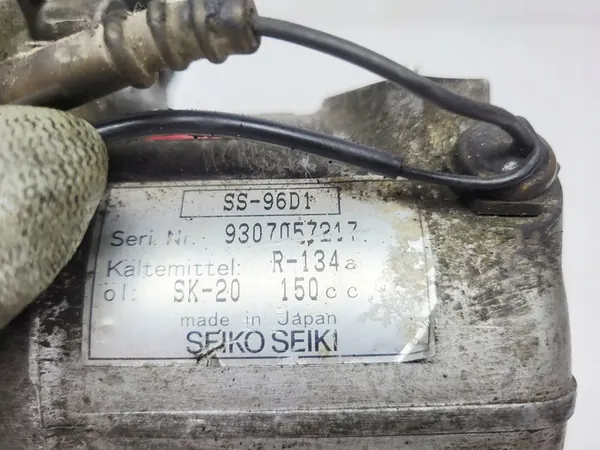 SS-96D1
Seri. Nr. 9307057217
Kältemittel: R-134a
öl: SK-20 150cc
made in Japan
SEIKO SEIKI